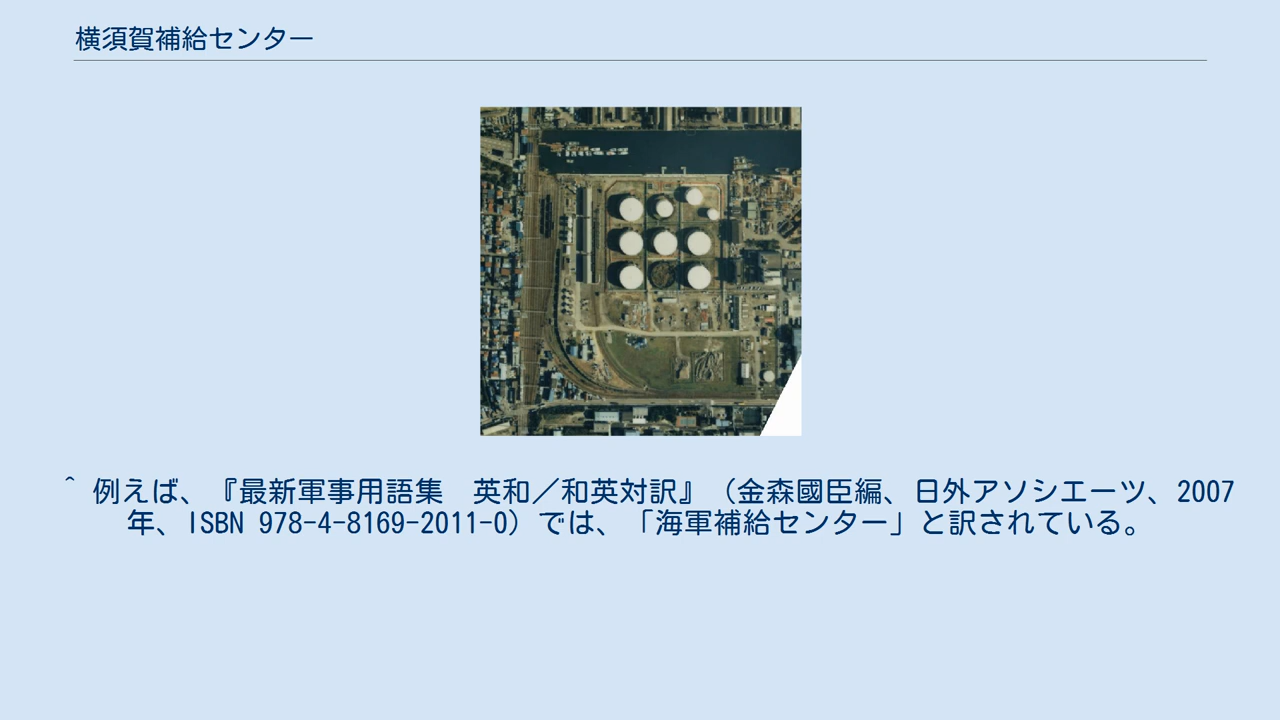 横須賀補給センター
^ 例えば、『最新軍事用語集　英和／和英対訳』（金森國臣編、日外アソシエーツ、2007
年、ISBN 978-4-8169-2011-0）では、「海軍補給センター」と訳されている。